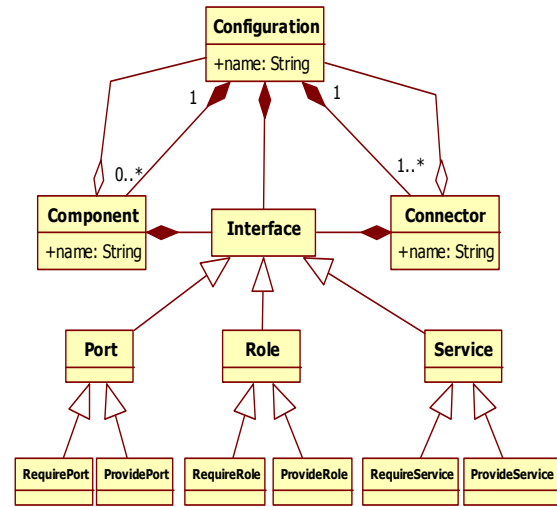 Configuration
+name: String
1
1
0..*
1..*
Component
+name: String
Interface
Connector
+name: String
Port
Role
Service
RequirePort
ProvidePort
RequireRole
ProvideRole
RequireService
ProvideService